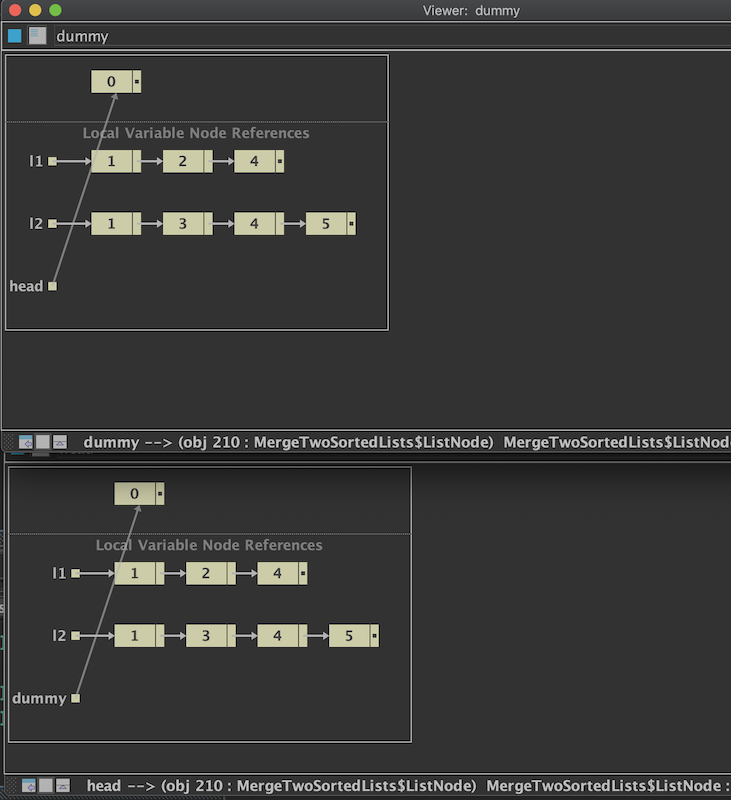 Viewer: dummy
dummy
0
Local Variable Node References
l1 1 2 4
l2 1 3 4 5
head
dummy --> (obj 210 : MergeTwoSortedLists$ListNode) MergeTwoSortedLists$ListNode
0
Local Variable Node References
l1 1 2 4
l2 1 3 4 5
dummy
head --> (obj 210 : MergeTwoSortedLists$ListNode) MergeTwoSortedLists$ListNode :